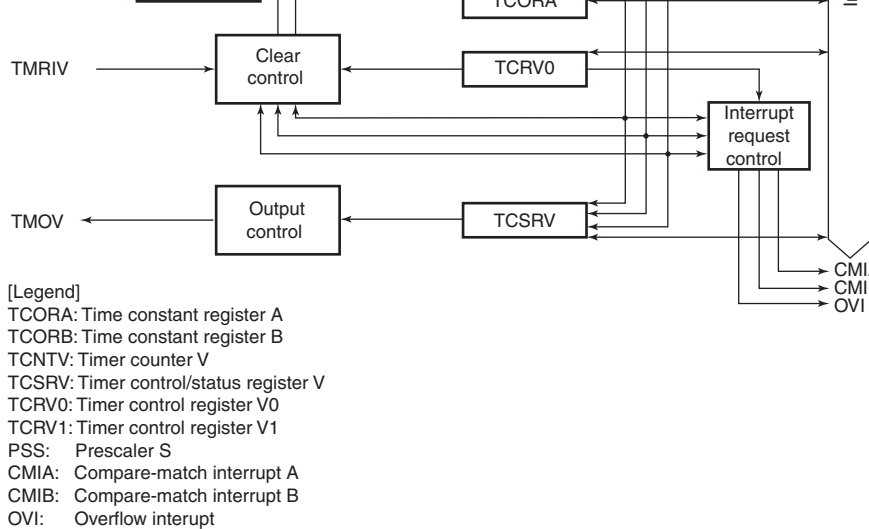 TCORA
TMRIV
Clear
control
TCRV0
Interrupt
request
control
TMOV
Output
control
TCSRV
CMI
CMI
OVI
[Legend]
TCORA: Time constant register A
TCORB: Time constant register B
TCNTV: Timer counter V
TCSRV: Timer control/status register V
TCRV0: Timer control register V0
TCRV1: Timer control register V1
PSS: Prescaler S
CMIA: Compare-match interrupt A
CMIB: Compare-match interrupt B
OVI: Overflow interupt